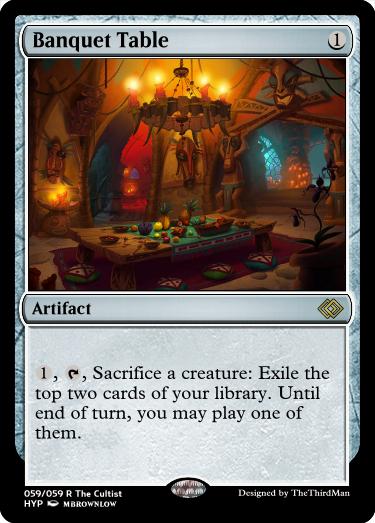 Banquet Table 1
Artifact
1, , Sacrifice a creature: Exile the
top two cards of your library. Until
end of turn, you may play one of
them.
059/059 R The Cultist
HYP MBROWNLOW
Designed by TheThirdMan